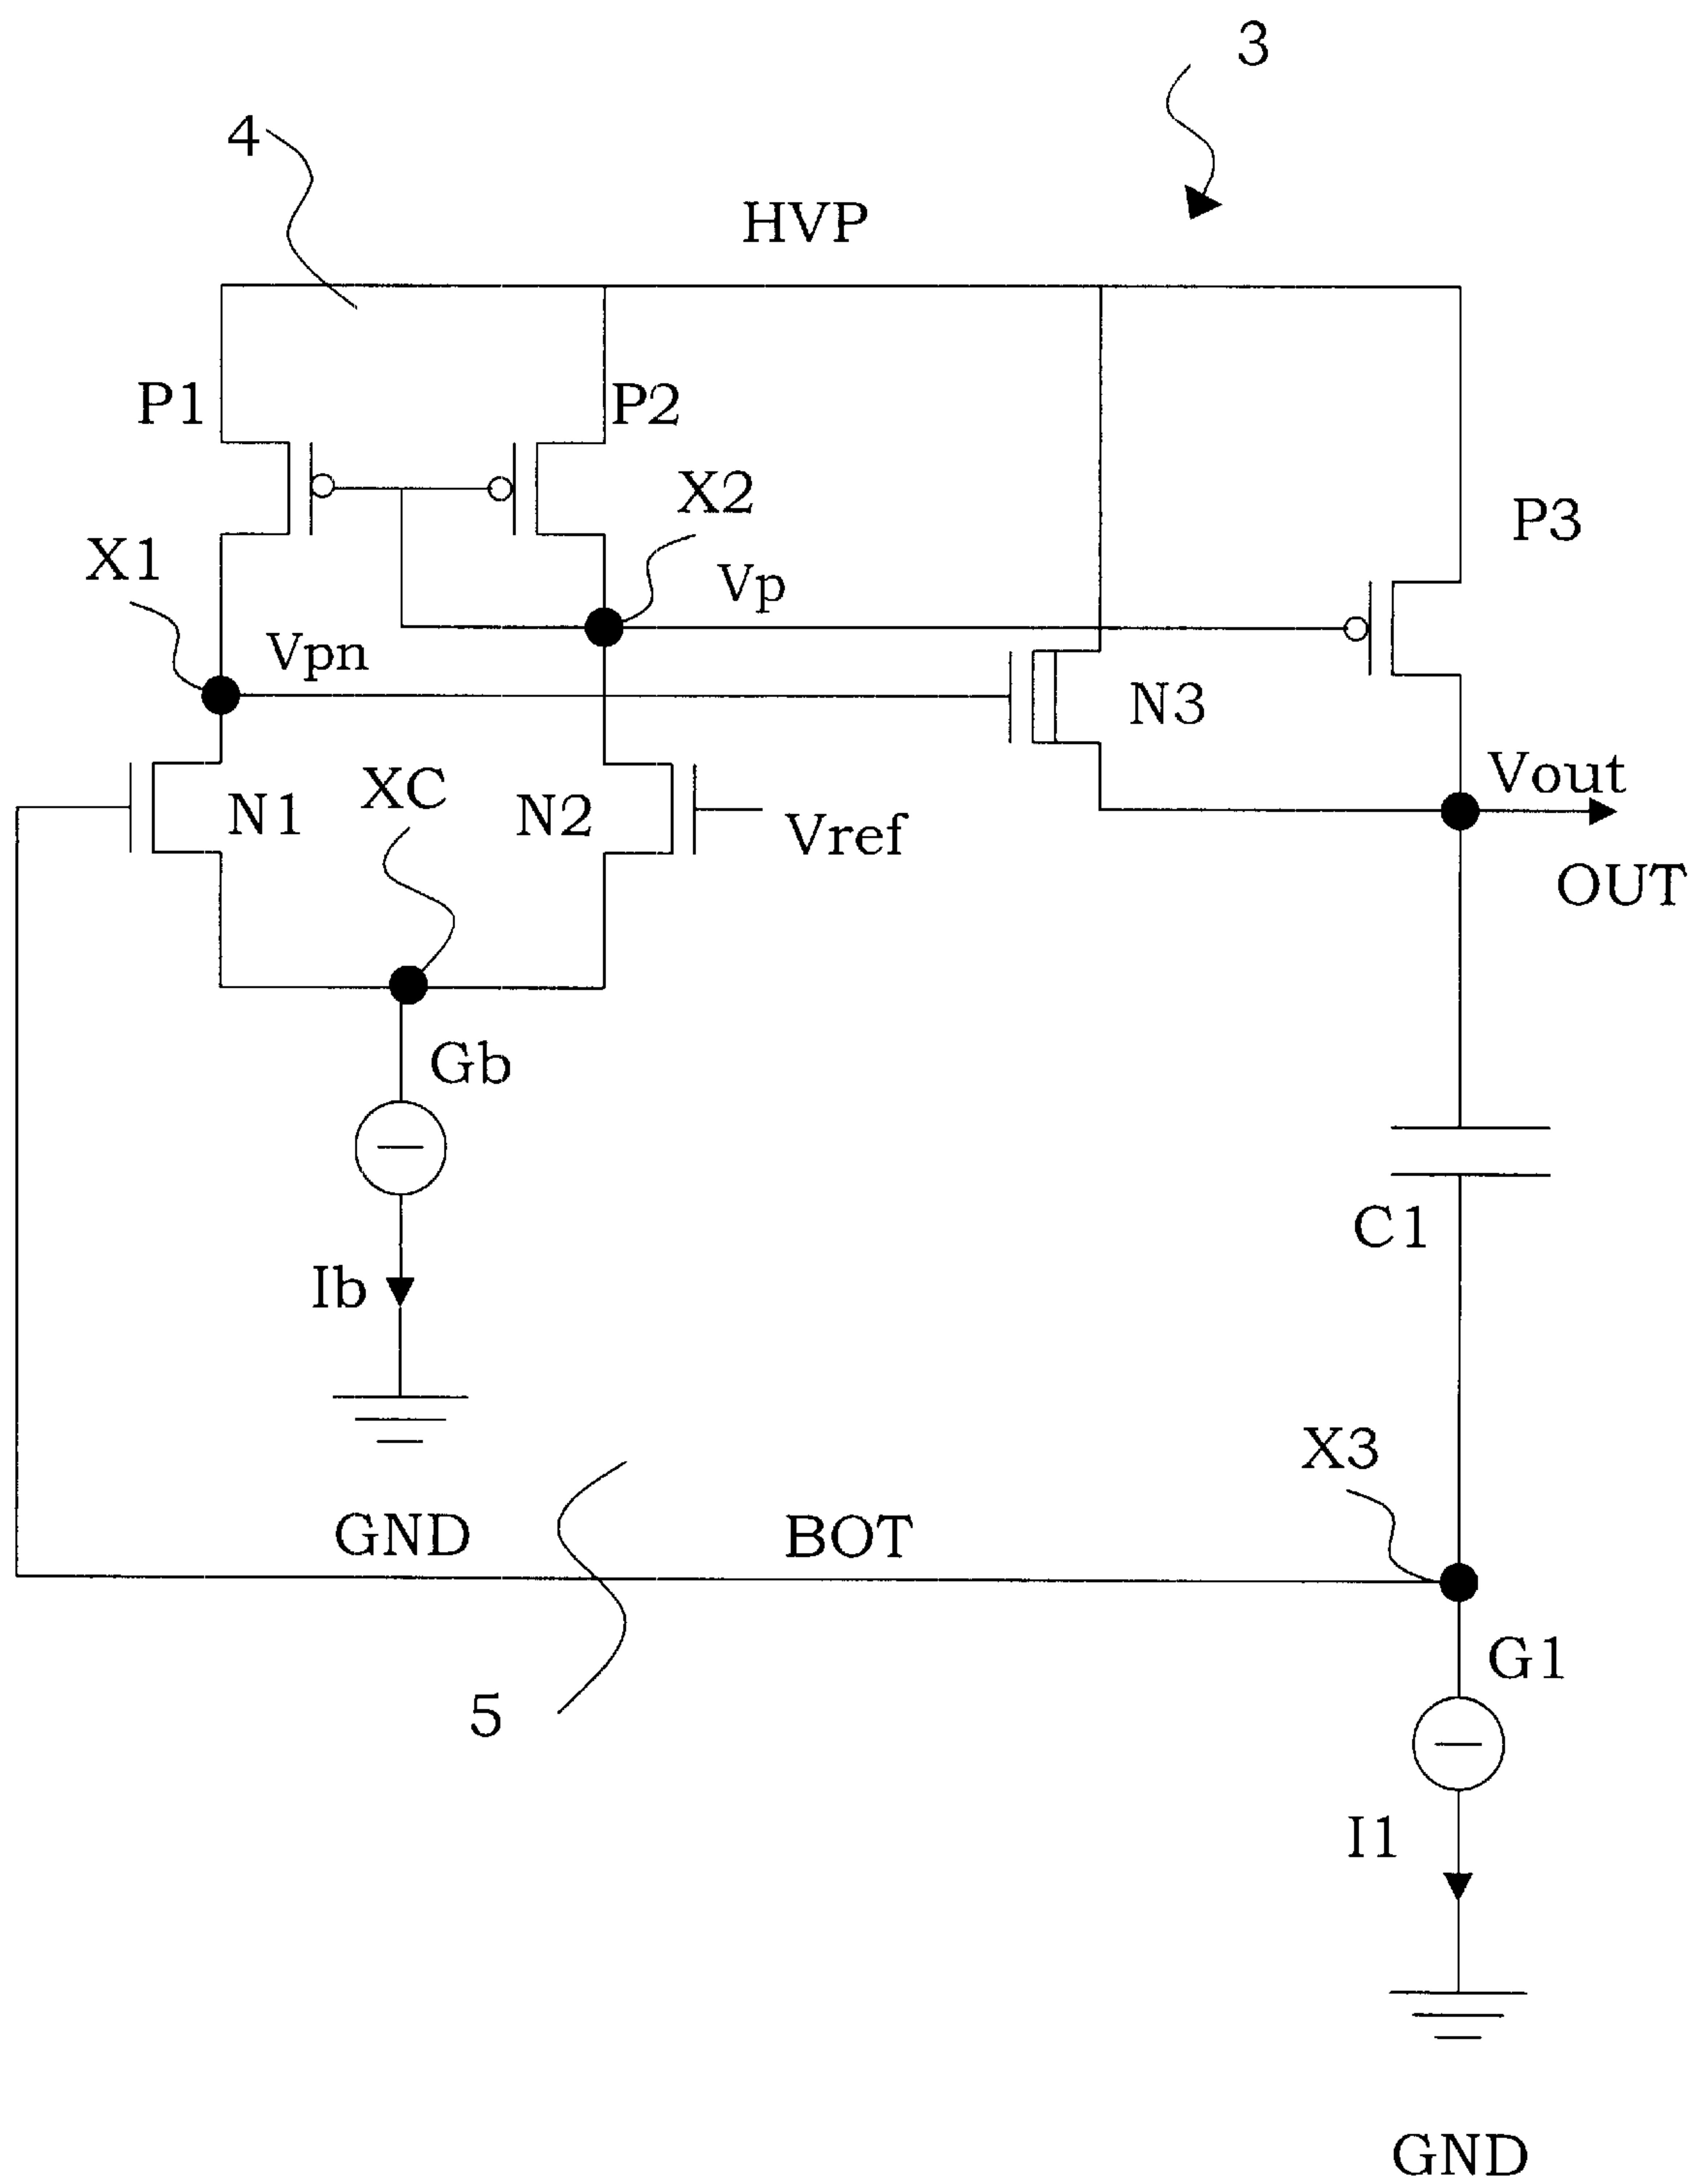 3
4
HVP
P1
P2
X2
P3
X1
Vp
Vpn
N3
Vout
XC
N1
N2
Vref
OUT
Gb
C1
Ib
X3
GND
BOT
G1
5
I1
GND